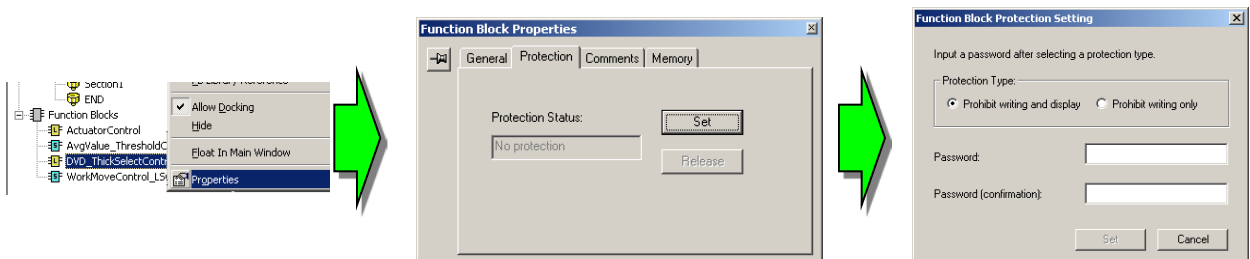 Section1
END
Function Blocks
ActuatorControl
AvgValue_ThresholdC
DVD_ThickSelectContr
WorkMoveControl_LS
Library Reference
Allow Docking
Hide
Float In Main Window
Properties
Function Block Properties
General Protection Comments Memory
Protection Status:
No protection
Set
Release
Function Block Protection Setting
Input a password after selecting a protection type.
Protection Type:
Prohibit writing and display Prohibit writing only
Password:
Password (confirmation):
Set Cancel